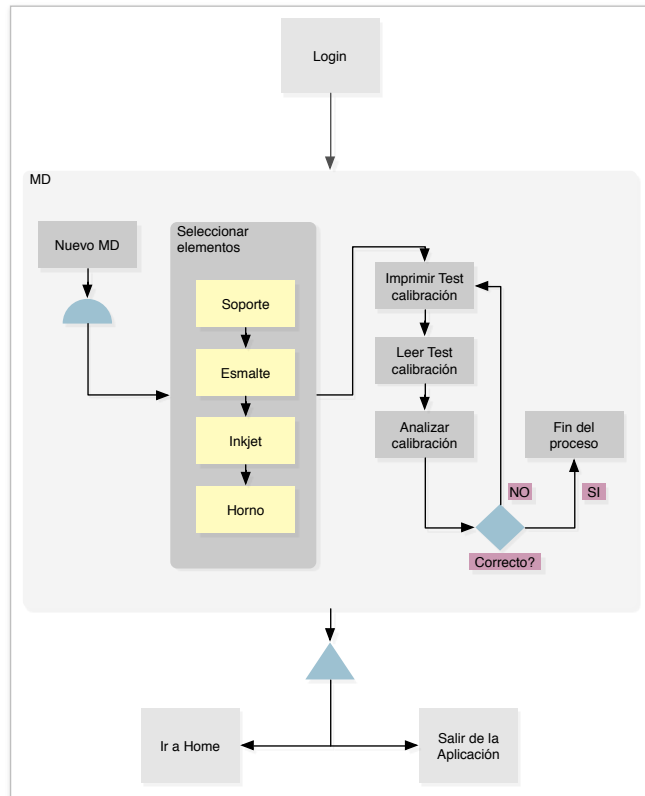 Login
MD
Nuevo MD
Seleccionar
elementos
Soporte
Esmalte
Inkjet
Horno
Imprimir Test
calibración
Leer Test
calibración
Analizar
calibración
Fin del
proceso
NO
SI
Correcto?
Ir a Home
Salir de la
Aplicación